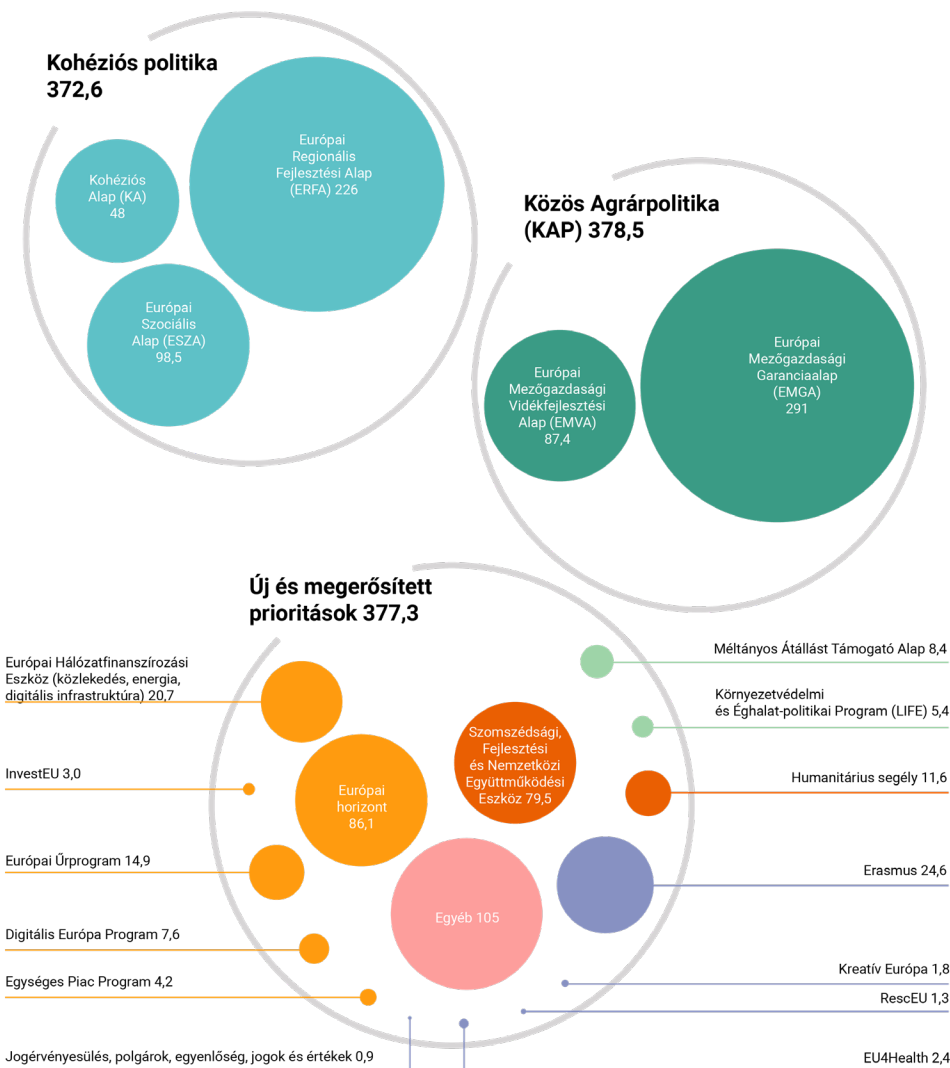 Kohéziós politika
372,6
Európai
Regionális
Fejlesztési Alap
(ERFA) 226
Kohéziós
Alap (KA)
48
Európai
Szociális
Alap (ESZA)
98,5
Közös Agrárpolitika
(KAP) 378,5
Európai
Mezőgazdasági
Vidékfejlesztési
Alap (EMVA)
87,4
Európai
Mezőgazdasági
Garanciaalap
(EMGA)
291
Új és megerősített
prioritások 377,3
Európai Hálózatfinanszírozási
Eszköz (közlekedés, energia,
digitális infrastruktúra) 20,7
InvestEU 3,0
Európai Űrprogram 14,9
Digitális Európa Program 7,6
Egységes Piac Program 4,2
Jogérvényesülés, polgárok, egyenlőség, jogok és értékek 0,9
Európai
horizont
86,1
Szomszédsági,
Fejlesztési
és Nemzetközi
Együttműködési
Eszköz 79,5
Egyéb 105
Méltányos Átállást Támogató Alap 8,4
Környezetvédelmi
és Éghalat-politikai Program (LIFE) 5,4
Humanitárius segély 11,6
Erasmus 24,6
Kreatív Európa 1,8
RescEU 1,3
EU4Health 2,4